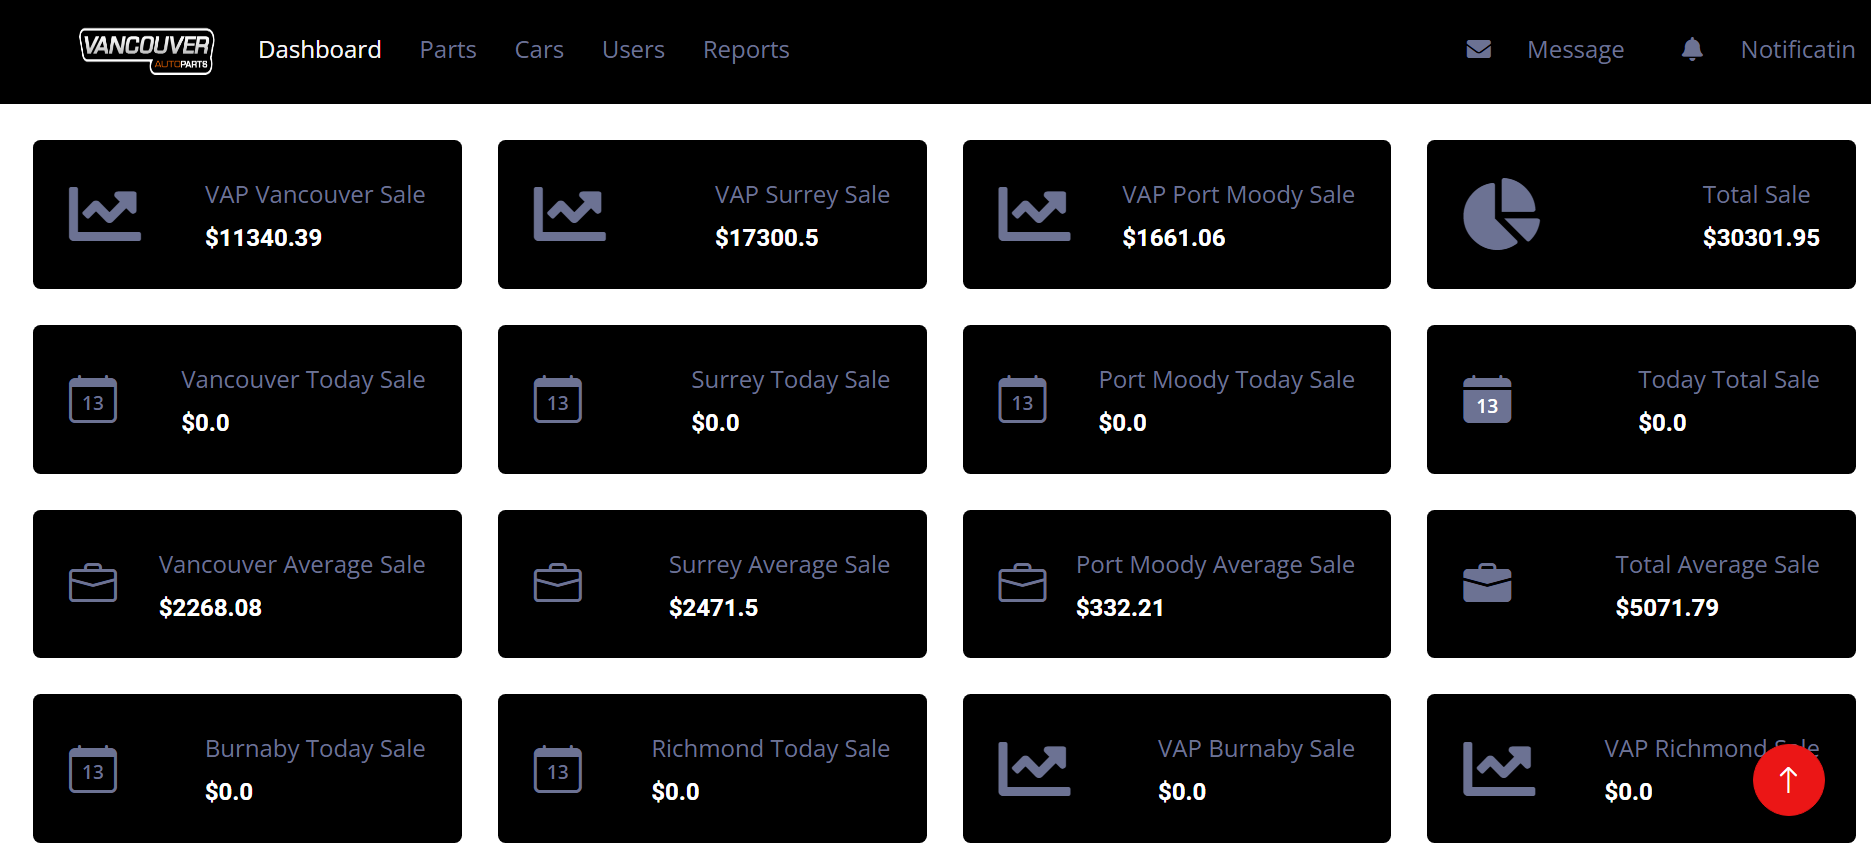 VANCOUVER
AUTOPARTS
Dashboard Parts Cars Users Reports Message Notificatin
VAP Vancouver Sale
$11340.39
VAP Surrey Sale
$17300.5
VAP Port Moody Sale
$1661.06
Total Sale
$30301.95
13
Vancouver Today Sale
$0.0
13
Surrey Today Sale
$0.0
13
Port Moody Today Sale
$0.0
13
Today Total Sale
$0.0
Vancouver Average Sale
$2268.08
Surrey Average Sale
$2471.5
Port Moody Average Sale
$332.21
Total Average Sale
$5071.79
13
Burnaby Today Sale
$0.0
13
Richmond Today Sale
$0.0
VAP Burnaby Sale
$0.0
VAP Richmond Sale
$0.0